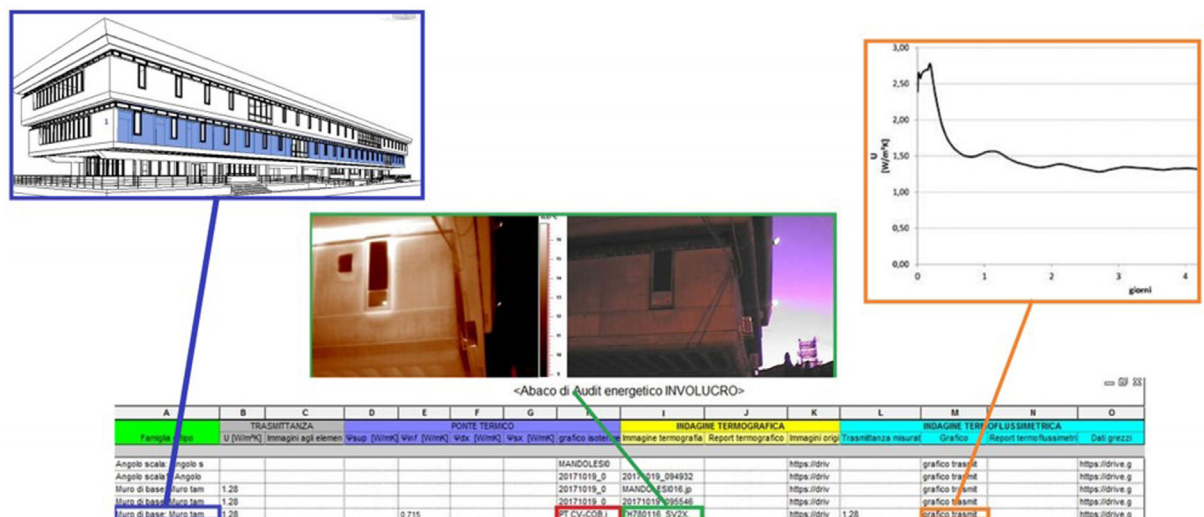 1
3,00
2,50
2,00
1,50
1,00
0,50
0,00
U
[W/m²K]
0 1 2 3 4
giorni
<Abaco di Audit energetico INVOLUCRO>
A B C D E F G H I J K L M N O
TRASMITTANZA PONTE TERMICO INDAGINE TERMOGRAFICA INDAGINE TERMOFLUSSIMETRICA
Famiglia tipo U [W/m²K] Immagini agli elemen Ψsup [W/mK] Ψinf [W/mK] Ψdx [W/mK] Ψsx [W/mK] grafico isoterme Immagine termografia Report termografico Immagini origi Trasmittanza misurat Grafico Report termoflussimetri Dati grezzi
Angolo scala: Angolo s MANDOLESI0 https://driv grafico trasmit https://drive.g
Angolo scala: Angolo 20171019_0 20171019_094932 https://driv grafico trasmit https://drive.g
Muro di base: Muro tam 1.28 20171019_0 MANDOLESI016.jp https://driv grafico trasmit https://drive.g
Muro di base: Muro tam 1.28 20171019_0 20171019_095546 https://driv grafico trasmit https://drive.g
Muro di base: Muro tam 1.28 0.715 PT CV-COB.j TH780116_SV2X. https://driv 1.28 grafico trasmit https://drive.g